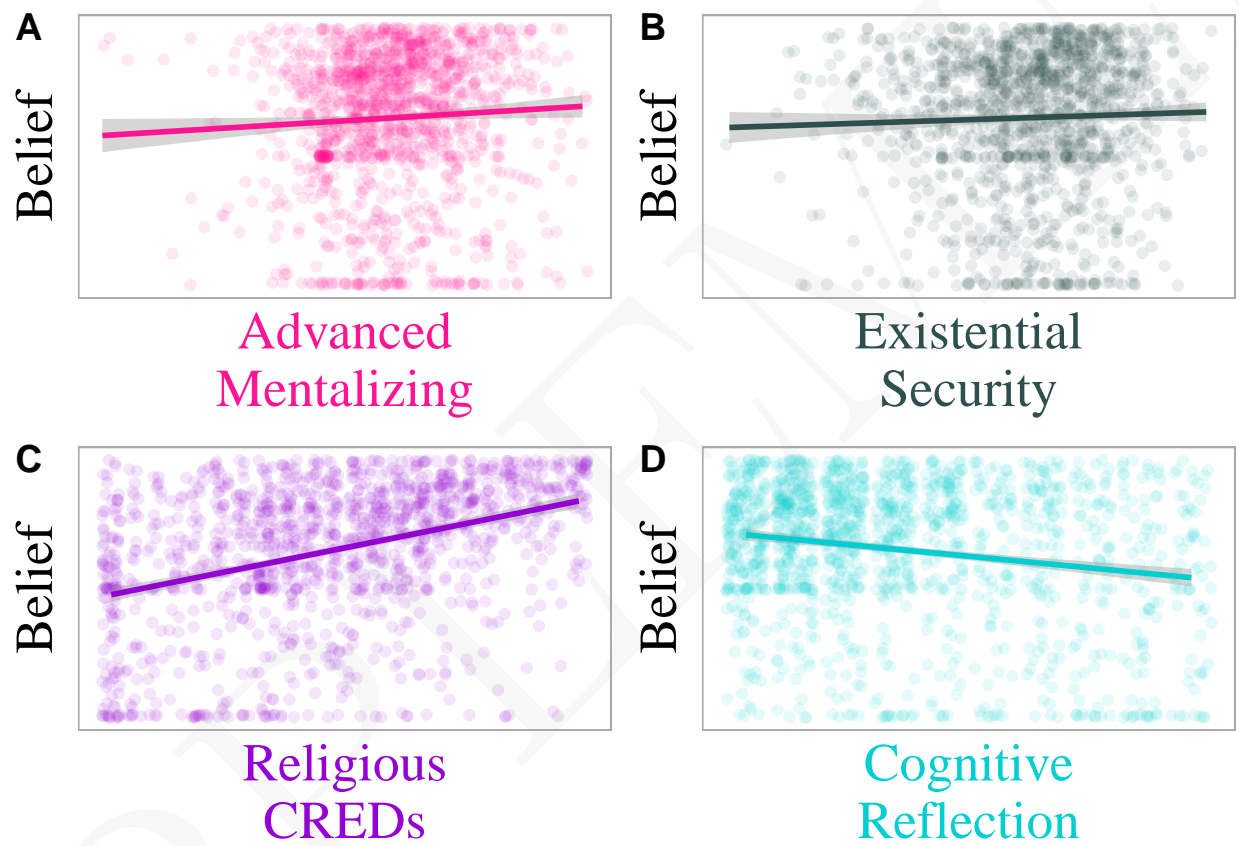 A
B
Belief
Belief
Advanced
Mentalizing
Existential
Security
C
D
Belief
Belief
Religious
CREDs
Cognitive
Reflection